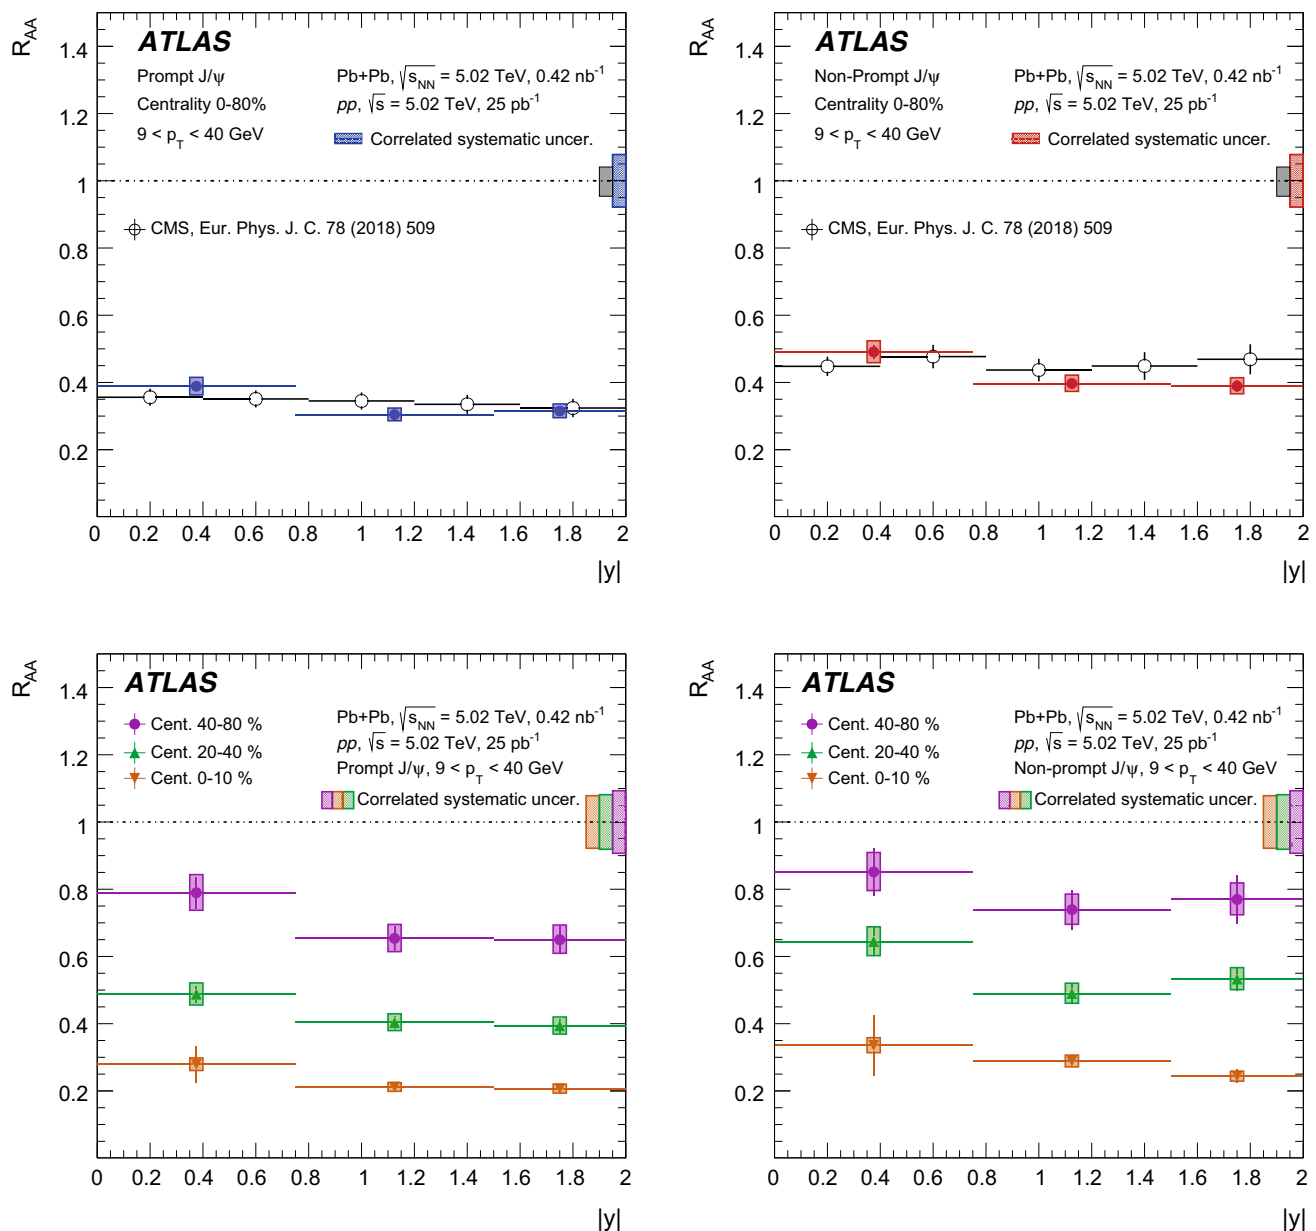 R_AA
1.4
1.2
1
0.8
0.6
0.4
0.2
ATLAS
Prompt J/ψ
Centrality 0-80%
9 < p_T < 40 GeV
Pb+Pb, √s_NN = 5.02 TeV, 0.42 nb⁻¹
pp, √s = 5.02 TeV, 25 pb⁻¹
Correlated systematic uncer.
CMS, Eur. Phys. J. C. 78 (2018) 509
0 0.2 0.4 0.6 0.8 1 1.2 1.4 1.6 1.8 2
|y|
R_AA
1.4
1.2
1
0.8
0.6
0.4
0.2
ATLAS
Non-Prompt J/ψ
Centrality 0-80%
9 < p_T < 40 GeV
Pb+Pb, √s_NN = 5.02 TeV, 0.42 nb⁻¹
pp, √s = 5.02 TeV, 25 pb⁻¹
Correlated systematic uncer.
CMS, Eur. Phys. J. C. 78 (2018) 509
0 0.2 0.4 0.6 0.8 1 1.2 1.4 1.6 1.8 2
|y|
R_AA
1.4
1.2
1
0.8
0.6
0.4
0.2
ATLAS
Cent. 40-80 %
Cent. 20-40 %
Cent. 0-10 %
Pb+Pb, √s_NN = 5.02 TeV, 0.42 nb⁻¹
pp, √s = 5.02 TeV, 25 pb⁻¹
Prompt J/ψ, 9 < p_T < 40 GeV
Correlated systematic uncer.
0 0.2 0.4 0.6 0.8 1 1.2 1.4 1.6 1.8 2
|y|
R_AA
1.4
1.2
1
0.8
0.6
0.4
0.2
ATLAS
Cent. 40-80 %
Cent. 20-40 %
Cent. 0-10 %
Pb+Pb, √s_NN = 5.02 TeV, 0.42 nb⁻¹
pp, √s = 5.02 TeV, 25 pb⁻¹
Non-prompt J/ψ, 9 < p_T < 40 GeV
Correlated systematic uncer.
0 0.2 0.4 0.6 0.8 1 1.2 1.4 1.6 1.8 2
|y|